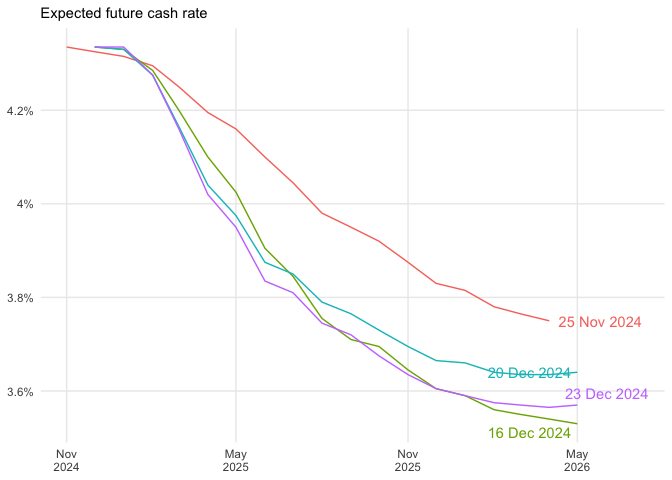 Expected future cash rate
4.2%
4%
3.8%
3.6%
25 Nov 2024
20 Dec 2024
23 Dec 2024
16 Dec 2024
Nov
2024
May
2025
Nov
2025
May
2026